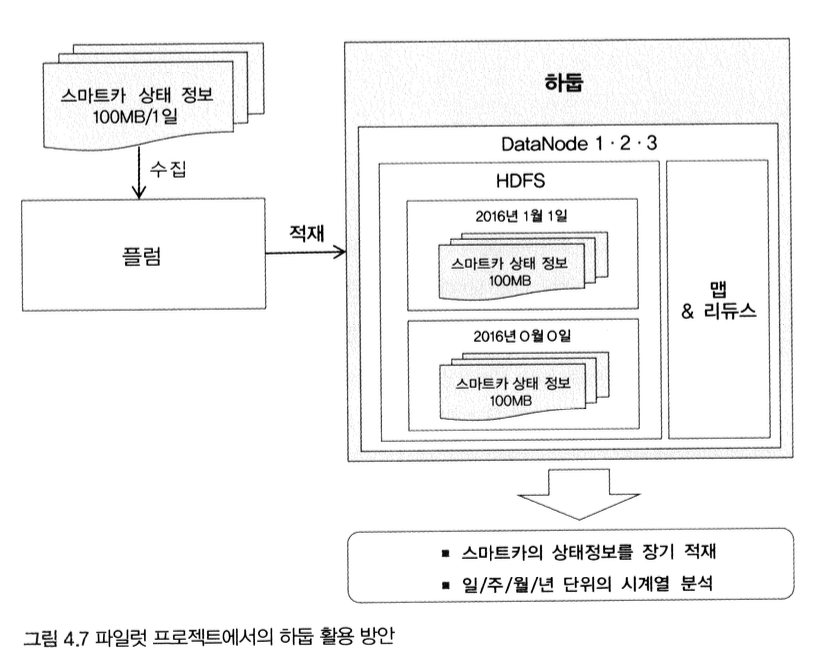 스마트카 상태 정보
100MB/1일
수집
플럼
적재
하둡
DataNode 1 · 2 · 3
HDFS
2016년 1월 1일
스마트카 상태 정보
100MB
2016년 O월 O일
스마트카 상태 정보
100MB
맵
& 리듀스
■ 스마트카의 상태정보를 장기 적재
■ 일/주/월/년 단위의 시계열 분석
그림 4.7 파일럿 프로젝트에서의 하둡 활용 방안